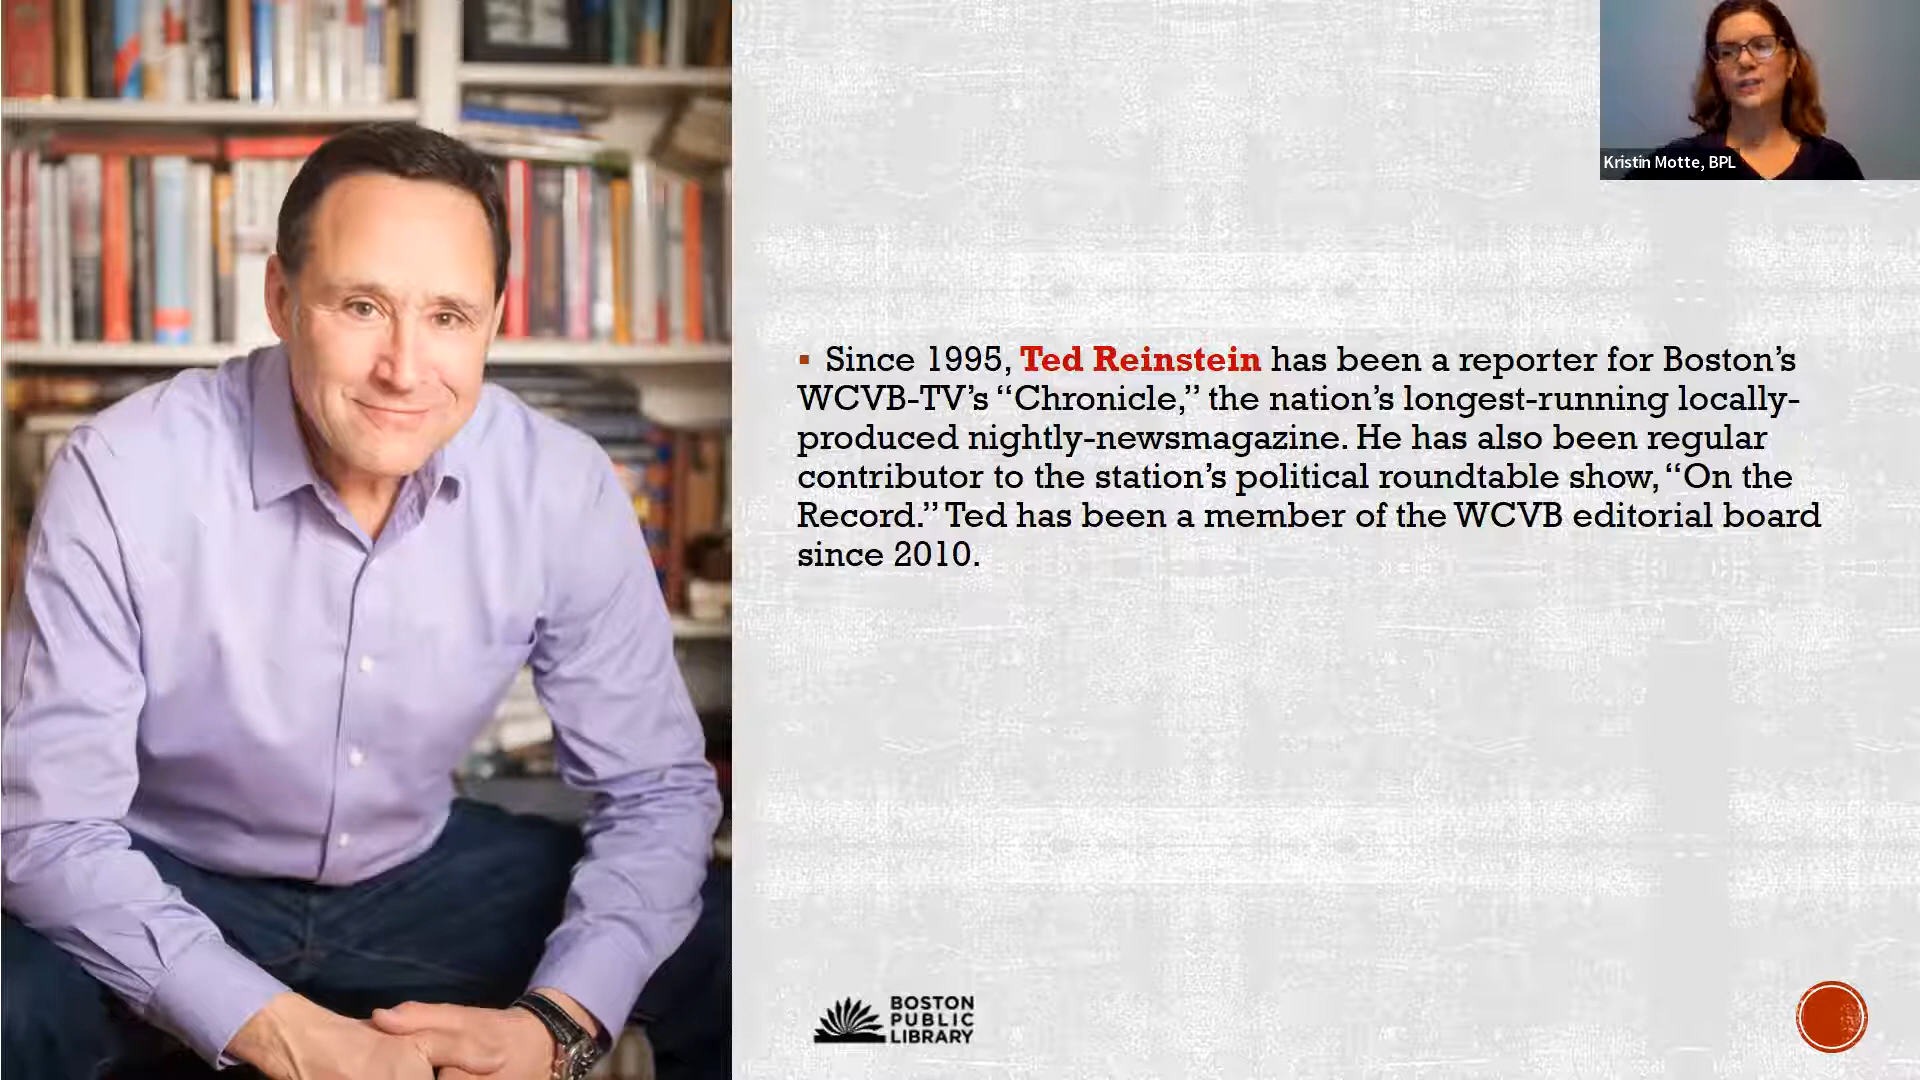 Kristin Motte, BPL
Since 1995, Ted Reinstein has been a reporter for Boston’s
WCVB-TV’s “Chronicle,” the nation’s longest-running locally-
produced nightly-newsmagazine. He has also been regular
contributor to the station’s political roundtable show, “On the
Record.” Ted has been a member of the WCVB editorial board
since 2010.
BOSTON
PUBLIC
LIBRARY